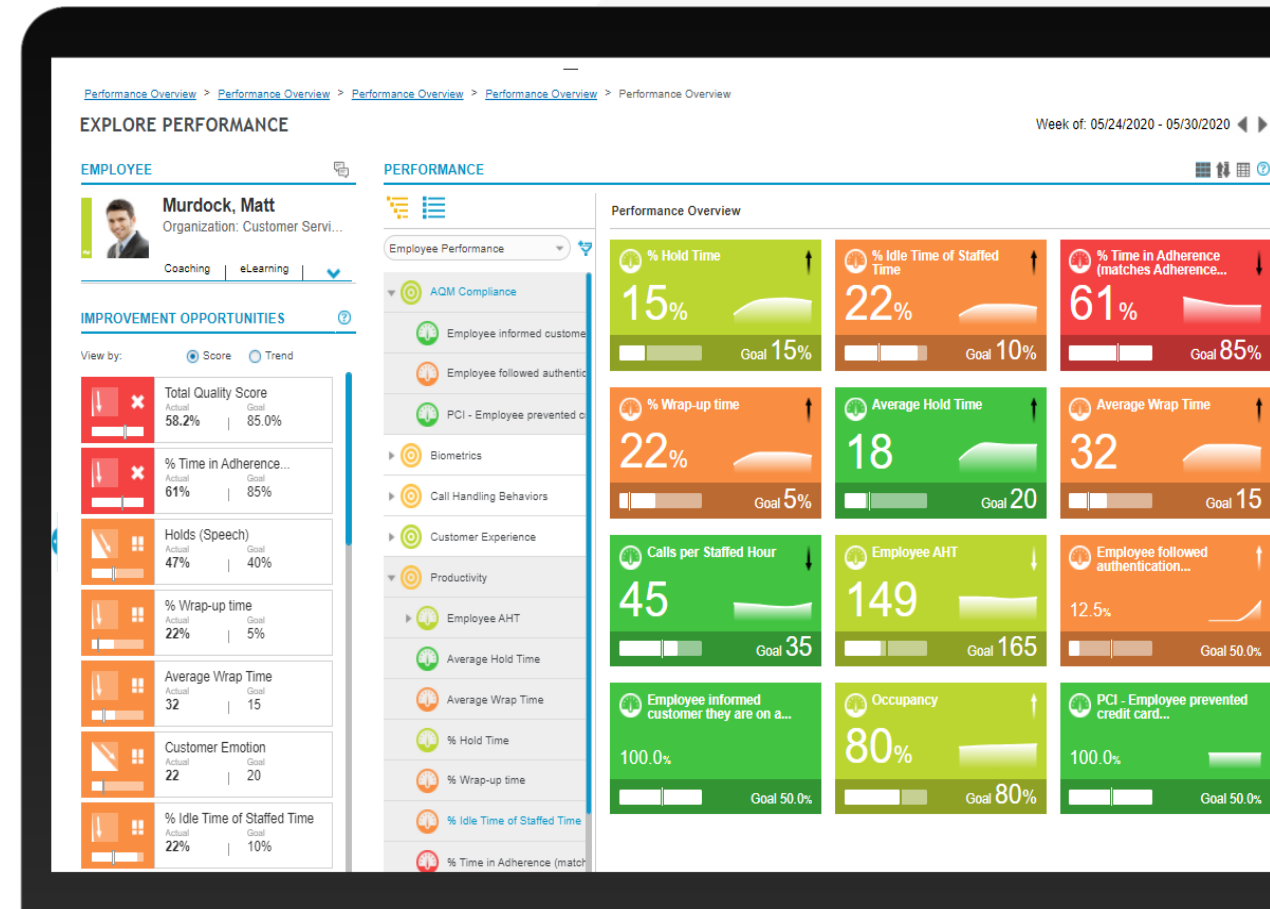 Performance Overview > Performance Overview > Performance Overview > Performance Overview > Performance Overview
EXPLORE PERFORMANCE
Week of: 05/24/2020 - 05/30/2020
EMPLOYEE
Murdock, Matt
Organization: Customer Servi...
Coaching | eLearning |
IMPROVEMENT OPPORTUNITIES
View by: Score Trend
Total Quality Score
Actual Goal
58.2% | 85.0%
% Time in Adherence...
Actual Goal
61% | 85%
Holds (Speech)
Actual Goal
47% | 40%
% Wrap-up time
Actual Goal
22% | 5%
Average Wrap Time
Actual Goal
32 | 15
Customer Emotion
Actual Goal
22 | 20
% Idle Time of Staffed Time
Actual Goal
22% | 10%
PERFORMANCE
Employee Performance
AQM Compliance
Employee informed custome
Employee followed authentic
PCI - Employee prevented c
Biometrics
Call Handling Behaviors
Customer Experience
Productivity
Employee AHT
Average Hold Time
Average Wrap Time
% Hold Time
% Wrap-up time
% Idle Time of Staffed Time
% Time in Adherence (match
Performance Overview
% Hold Time
15%
Goal 15%
% Idle Time of Staffed
Time
22%
Goal 10%
% Time in Adherence
(matches Adherence...
61%
Goal 85%
% Wrap-up time
22%
Goal 5%
Average Hold Time
18
Goal 20
Average Wrap Time
32
Goal 15
Calls per Staffed Hour
45
Goal 35
Employee AHT
149
Goal 165
Employee followed
authentication...
12.5%
Goal 50.0%
Employee informed
customer they are on a...
100.0%
Goal 50.0%
Occupancy
80%
Goal 80%
PCI - Employee prevented
credit card...
100.0%
Goal 50.0%